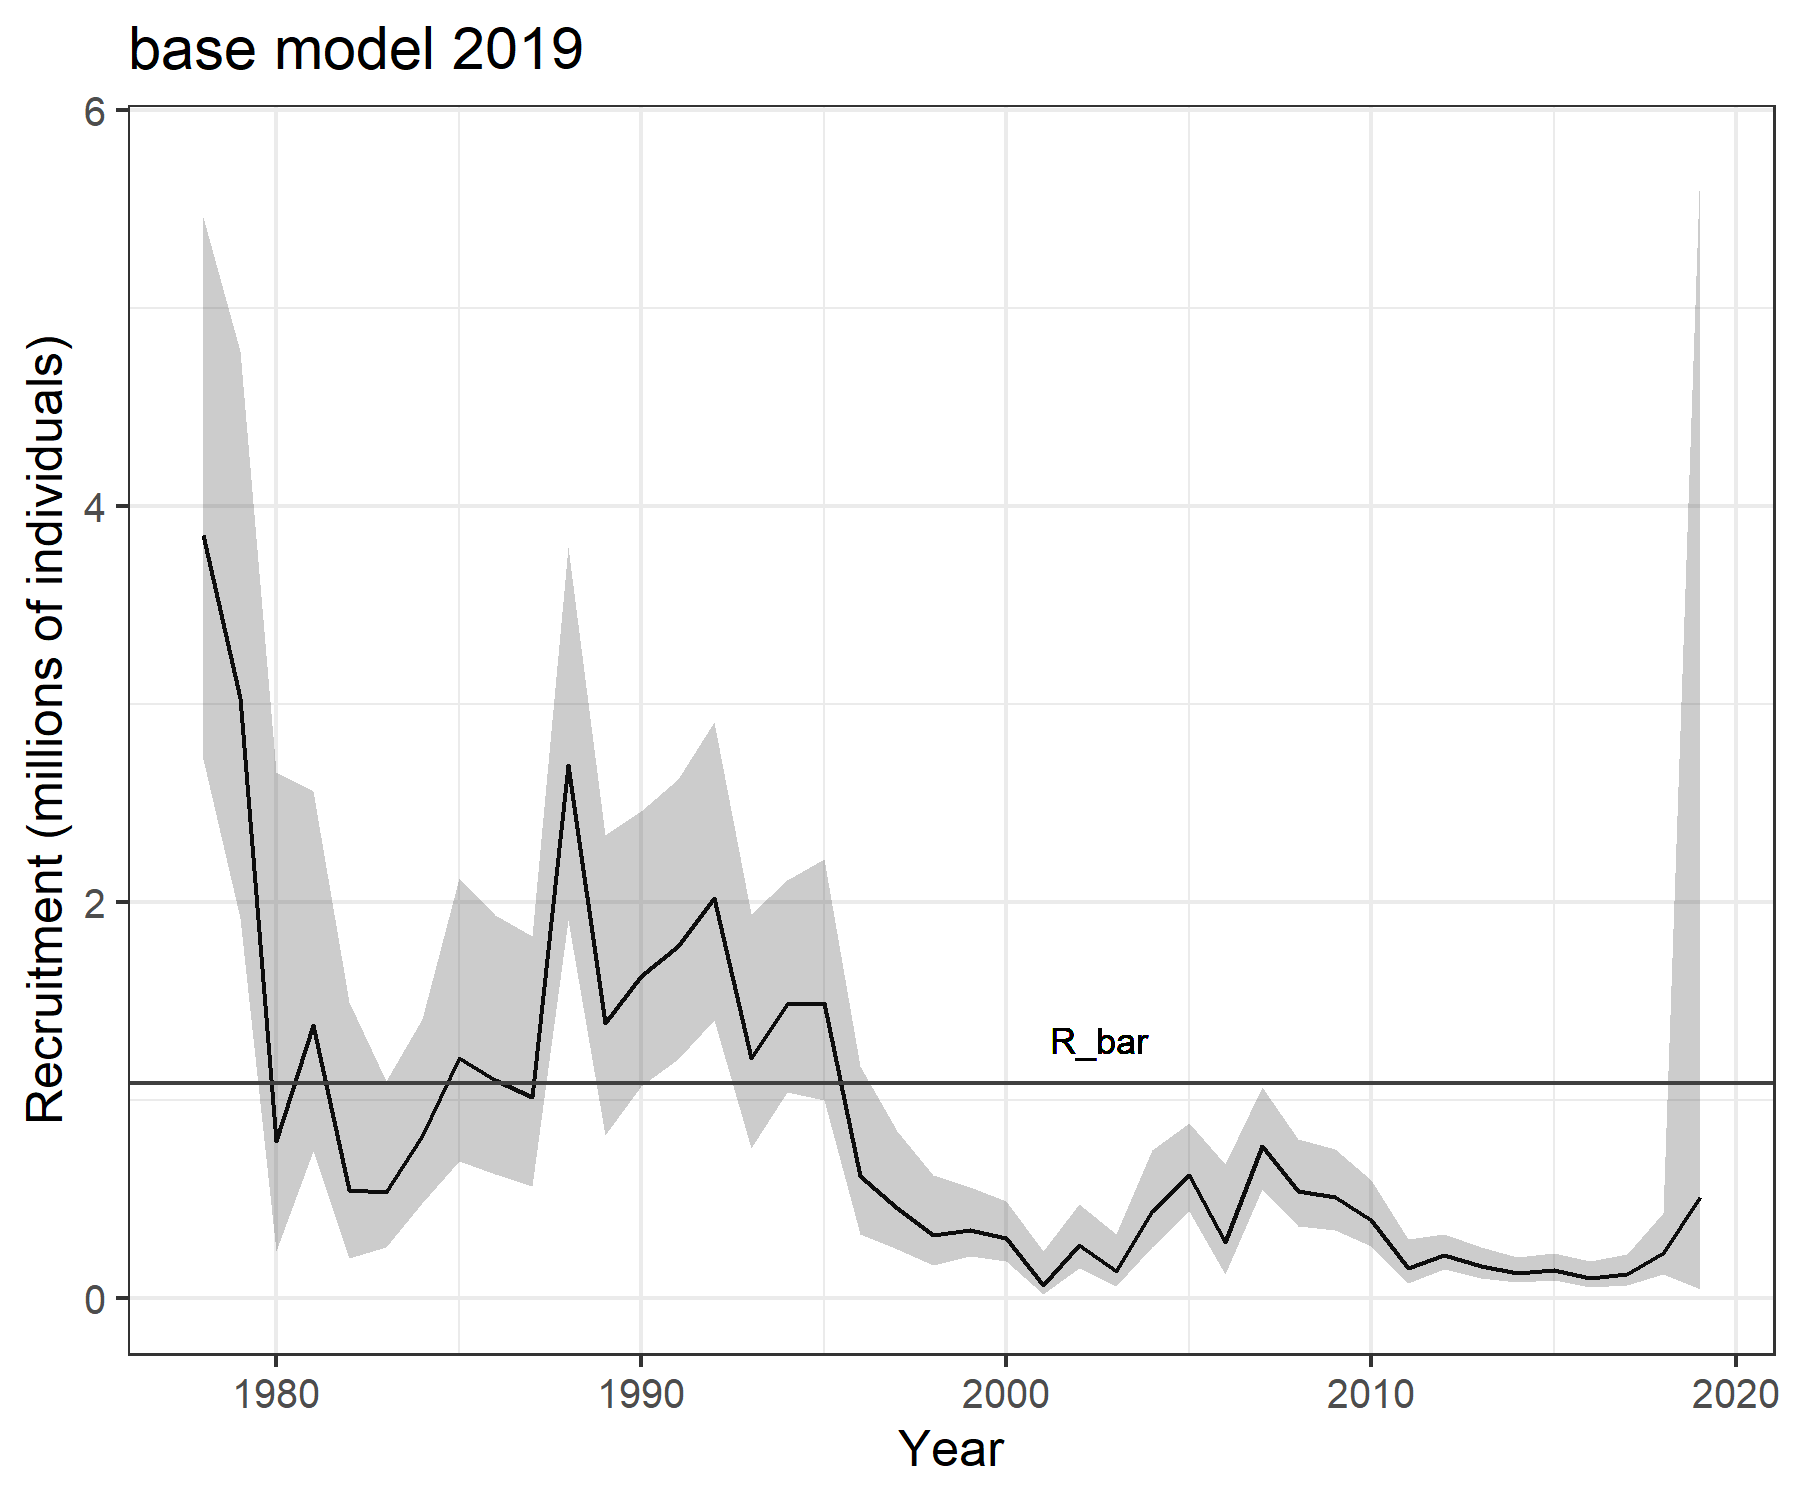 base model 2019
6
4
2
0
Recruitment (millions of individuals)
R_bar
1980
1990
2000
2010
2020
Year